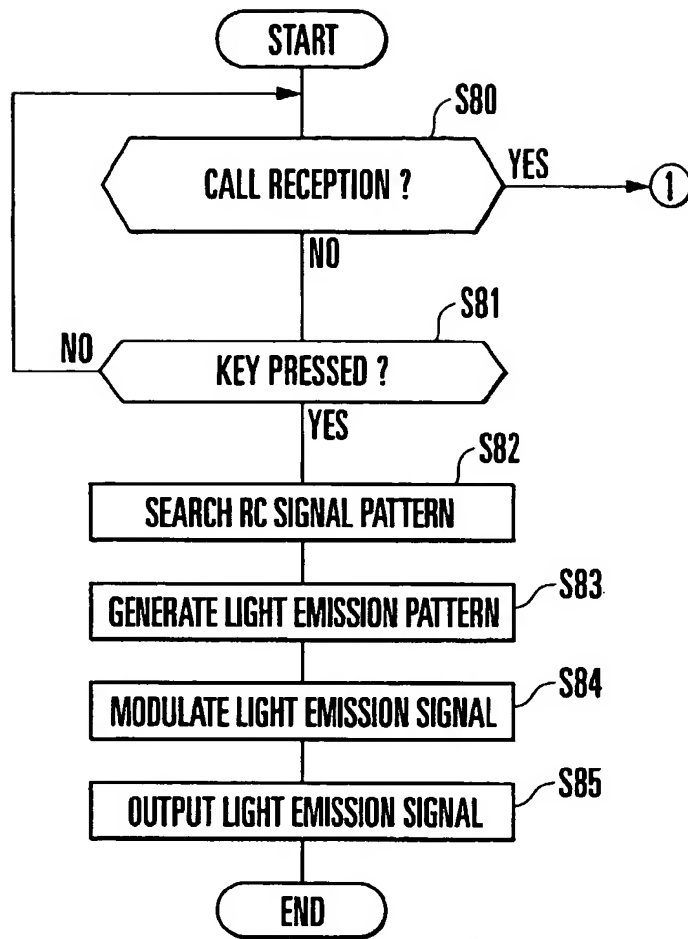 START
S80
CALL RECEPTION ?
YES
1
NO
S81
NO
KEY PRESSED ?
YES
S82
SEARCH RC SIGNAL PATTERN
S83
GENERATE LIGHT EMISSION PATTERN
S84
MODULATE LIGHT EMISSION SIGNAL
S85
OUTPUT LIGHT EMISSION SIGNAL
END